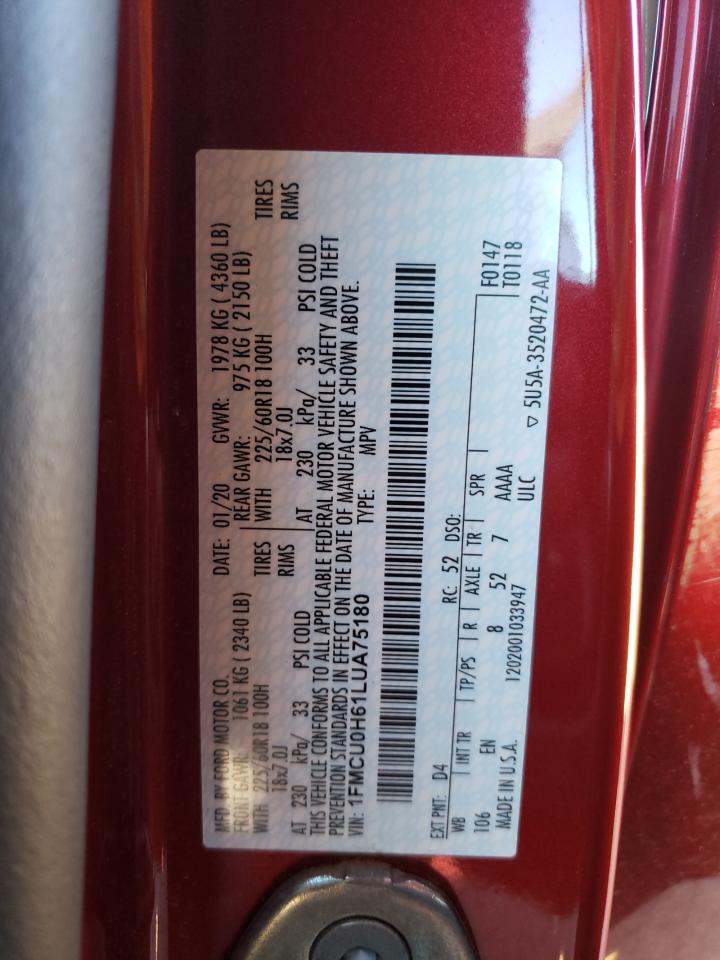 MFD. BY FORD MOTOR CO. DATE: 01/20 GVWR: 1978 KG ( 4360 LB)
FRONT GAWR: 1061 KG ( 2340 LB) REAR GAWR: 975 KG ( 2150 LB)
WITH 225/60R18 100H TIRES WITH 225/60R18 100H TIRES
18x7.0J RIMS 18x7.0J RIMS
AT 230 kPa/ 33 PSI COLD AT 230 kPa/ 33 PSI COLD
THIS VEHICLE CONFORMS TO ALL APPLICABLE FEDERAL MOTOR VEHICLE SAFETY AND THEFT
PREVENTION STANDARDS IN EFFECT ON THE DATE OF MANUFACTURE SHOWN ABOVE.
VIN: 1FMCU0H61LUA75180 TYPE: MPV
EXT PNT: D4 RC: 52 DSO:
WB INT TR TP/PS R AXLE TR SPR F0147
106 EN 8 52 7 AAAA T0118
MADE IN U.S.A. 1202001033947 ULC
▽ 5U5A-3520472-AA